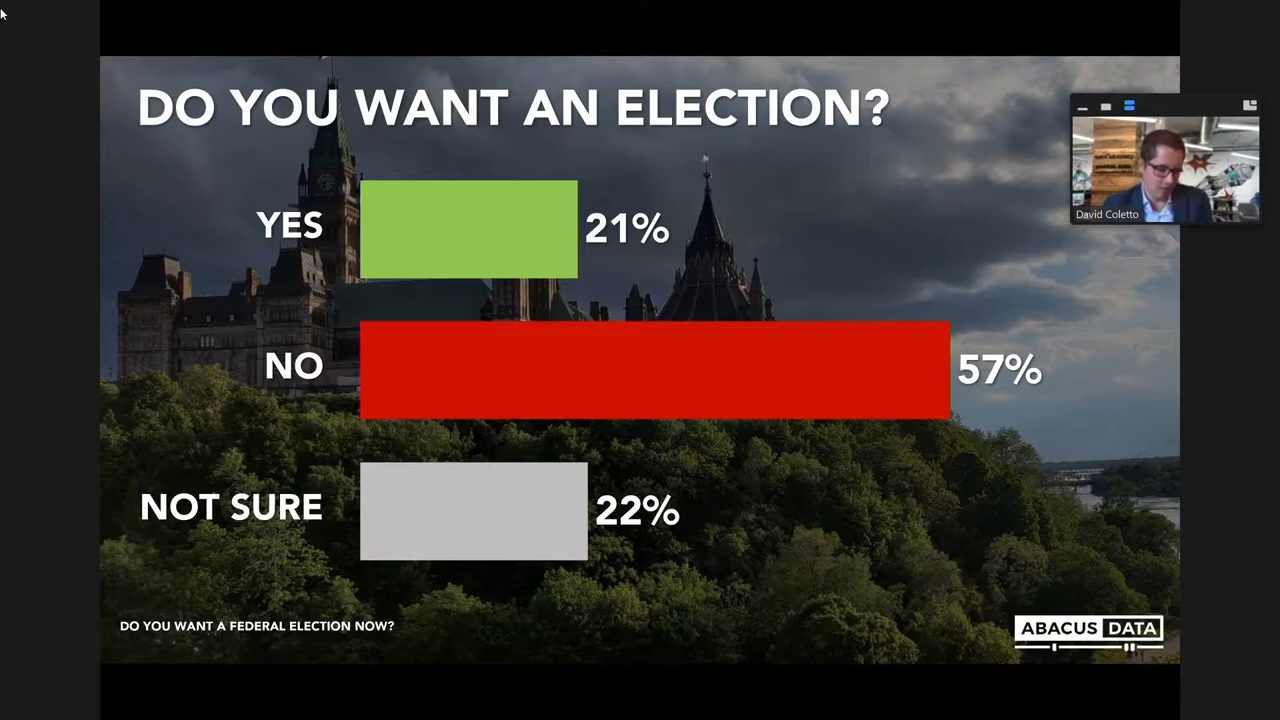 DO YOU WANT AN ELECTION?
YES
21%
NO
57%
NOT SURE
22%
DO YOU WANT A FEDERAL ELECTION NOW?
ABACUS DATA
David Coletto